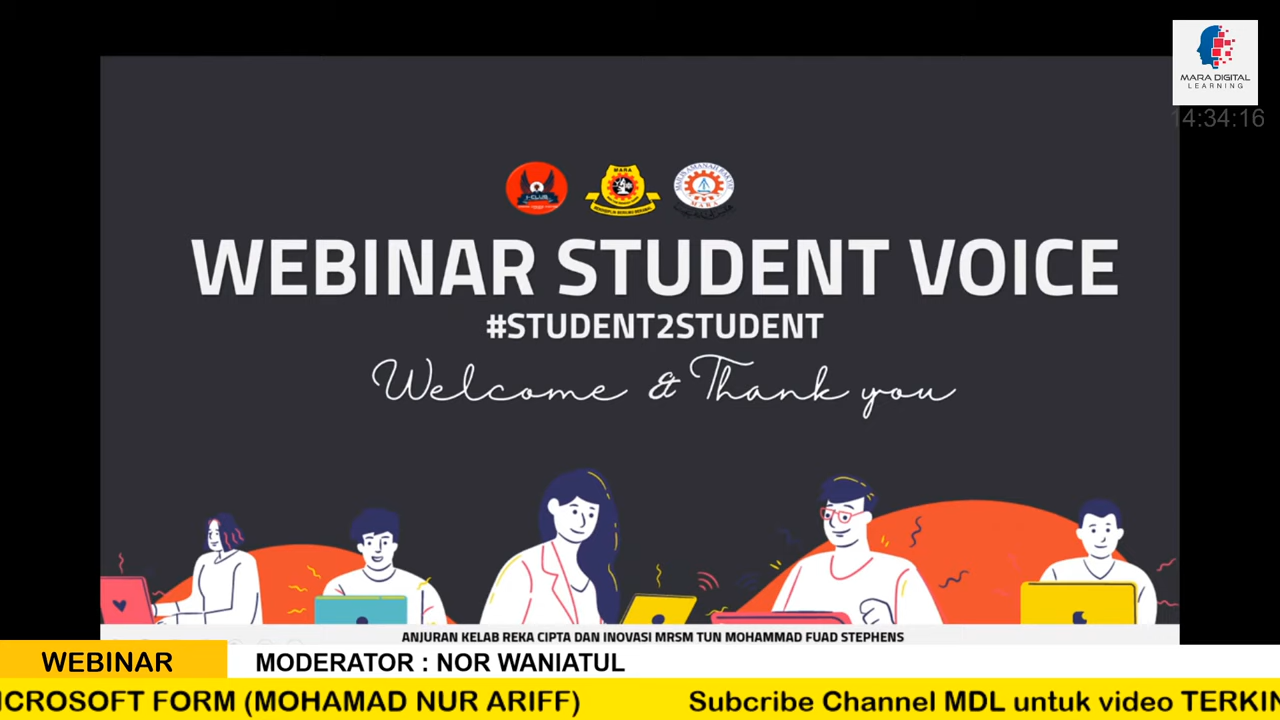 MARA DIGITAL
LEARNING
14:34:16
MARA
MARA
WEBINAR STUDENT VOICE
#STUDENT2STUDENT
Welcome & Thank you
ANJURAN KELAB REKA CIPTA DAN INOVASI MRSM TUN MOHAMMAD FUAD STEPHENS
WEBINAR
MODERATOR : NOR WANIATUL
ICROSOFT FORM (MOHAMAD NUR ARIFF)
Subcribe Channel MDL untuk video TERKIN